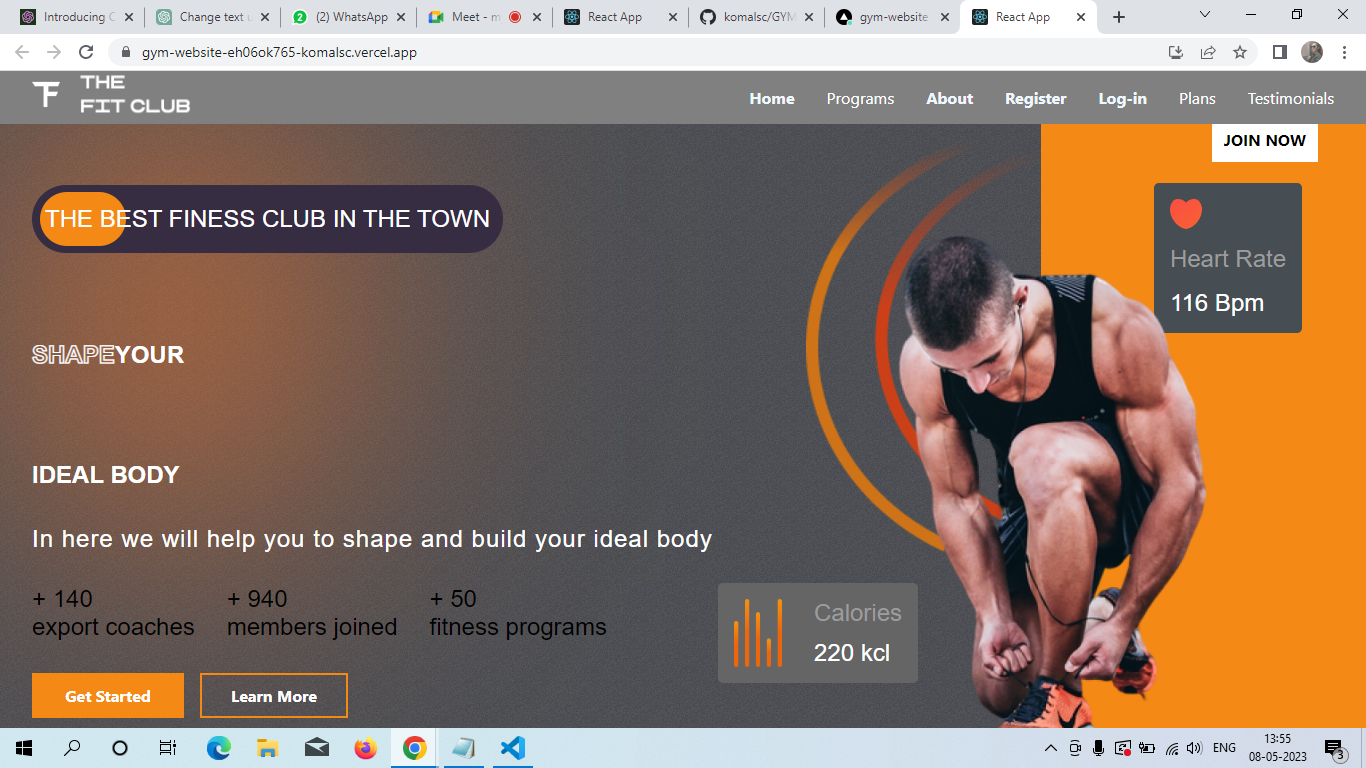 Introducing C
Change text u
(2) WhatsApp
Meet - m
React App
komalsc/GYM
gym-website
React App
gym-website-eh06ok765-komalsc.vercel.app
THE
FIT CLUB
Home
Programs
About
Register
Log-in
Plans
Testimonials
JOIN NOW
THE BEST FINESS CLUB IN THE TOWN
Heart Rate
116 Bpm
SHAPEYOUR
IDEAL BODY
In here we will help you to shape and build your ideal body
+ 140
export coaches
+ 940
members joined
+ 50
fitness programs
Calories
220 kcl
Get Started
Learn More
ENG
13:55
08-05-2023
3